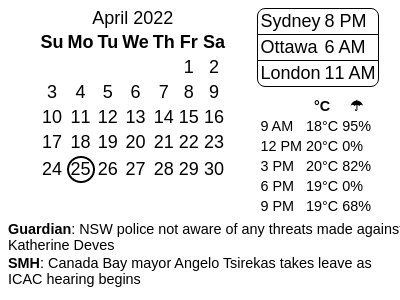 April 2022
Su Mo Tu We Th Fr Sa
1 2
3 4 5 6 7 8 9
10 11 12 13 14 15 16
17 18 19 20 21 22 23
24 25 26 27 28 29 30
Sydney 8 PM
Ottawa 6 AM
London 11 AM
°C ☂
9 AM 18°C 95%
12 PM 20°C 0%
3 PM 20°C 82%
6 PM 19°C 0%
9 PM 19°C 68%
Guardian: NSW police not aware of any threats made against
Katherine Deves
SMH: Canada Bay mayor Angelo Tsirekas takes leave as
ICAC hearing begins